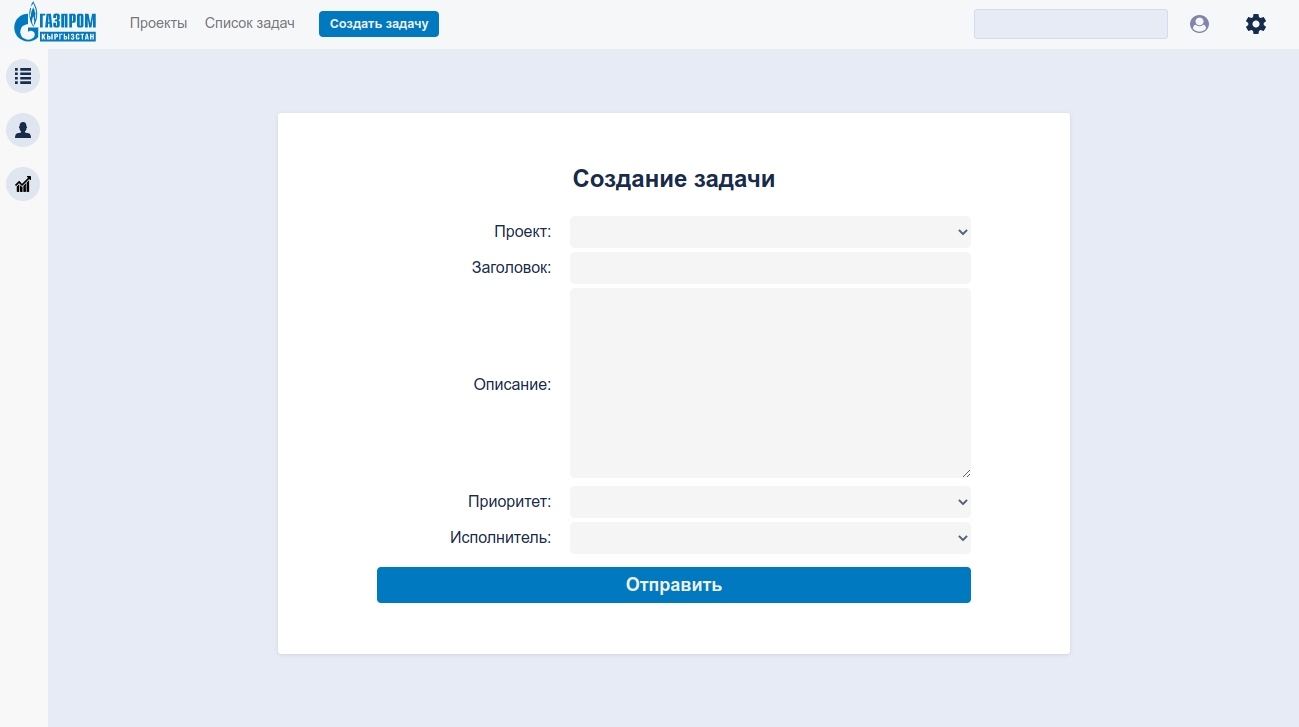 ГАЗПРОМ
КЫРГЫЗСТАН
Проекты
Список задач
Создать задачу
Создание задачи
Проект:
Заголовок:
Описание:
Приоритет:
Исполнитель:
Отправить